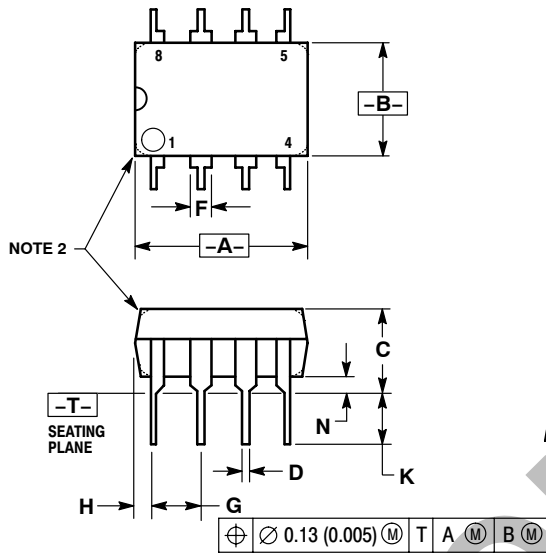 8 5
–B–
1 4
F
NOTE 2
–A–
C
–T–
N
SEATING
PLANE
D
K
H
G
⌖ ∅ 0.13 (0.005) Ⓜ T A Ⓜ B Ⓜ